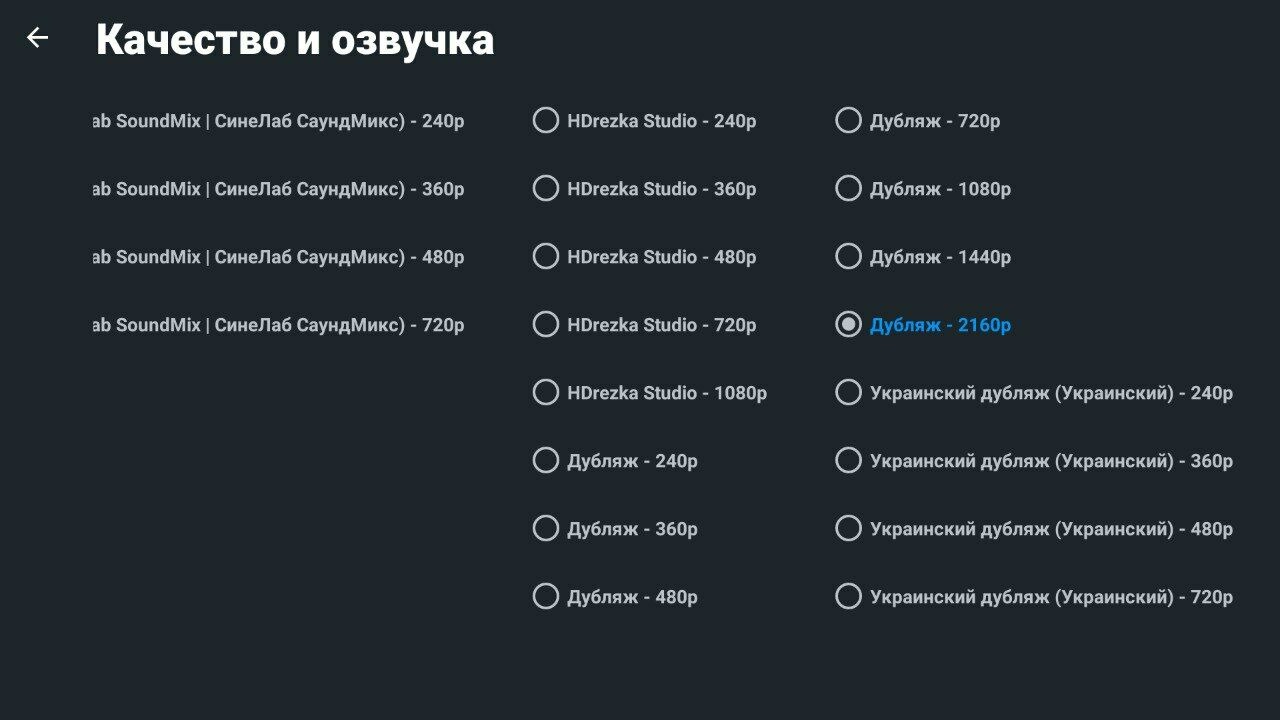 Качество и озвучка
ab SoundMix | СинеЛаб СаундМикс) - 240p
ab SoundMix | СинеЛаб СаундМикс) - 360p
ab SoundMix | СинеЛаб СаундМикс) - 480p
ab SoundMix | СинеЛаб СаундМикс) - 720p
HDrezka Studio - 240p
HDrezka Studio - 360p
HDrezka Studio - 480p
HDrezka Studio - 720p
HDrezka Studio - 1080p
Дубляж - 240p
Дубляж - 360p
Дубляж - 480p
Дубляж - 720p
Дубляж - 1080p
Дубляж - 1440p
Дубляж - 2160p
Украинский дубляж (Украинский) - 240p
Украинский дубляж (Украинский) - 360p
Украинский дубляж (Украинский) - 480p
Украинский дубляж (Украинский) - 720p